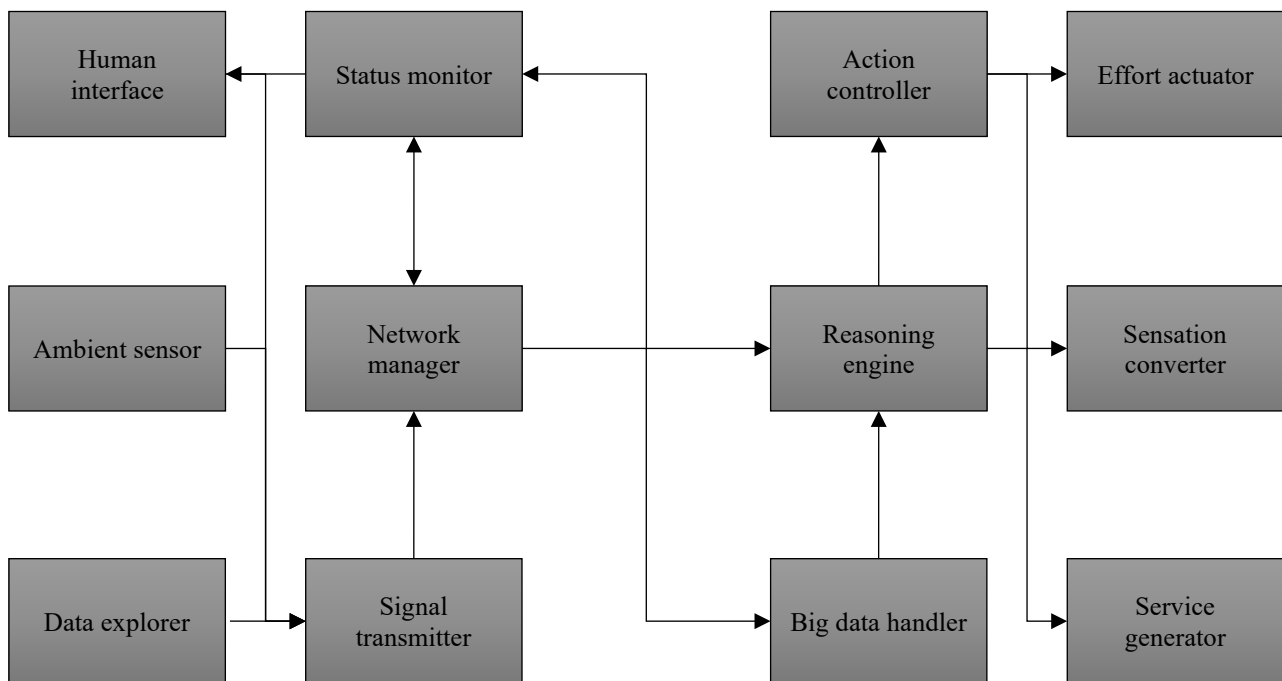 Human
interface
Status monitor
Action
controller
Effort actuator
Ambient sensor
Network
manager
Reasoning
engine
Sensation
converter
Data explorer
Signal
transmitter
Big data handler
Service
generator